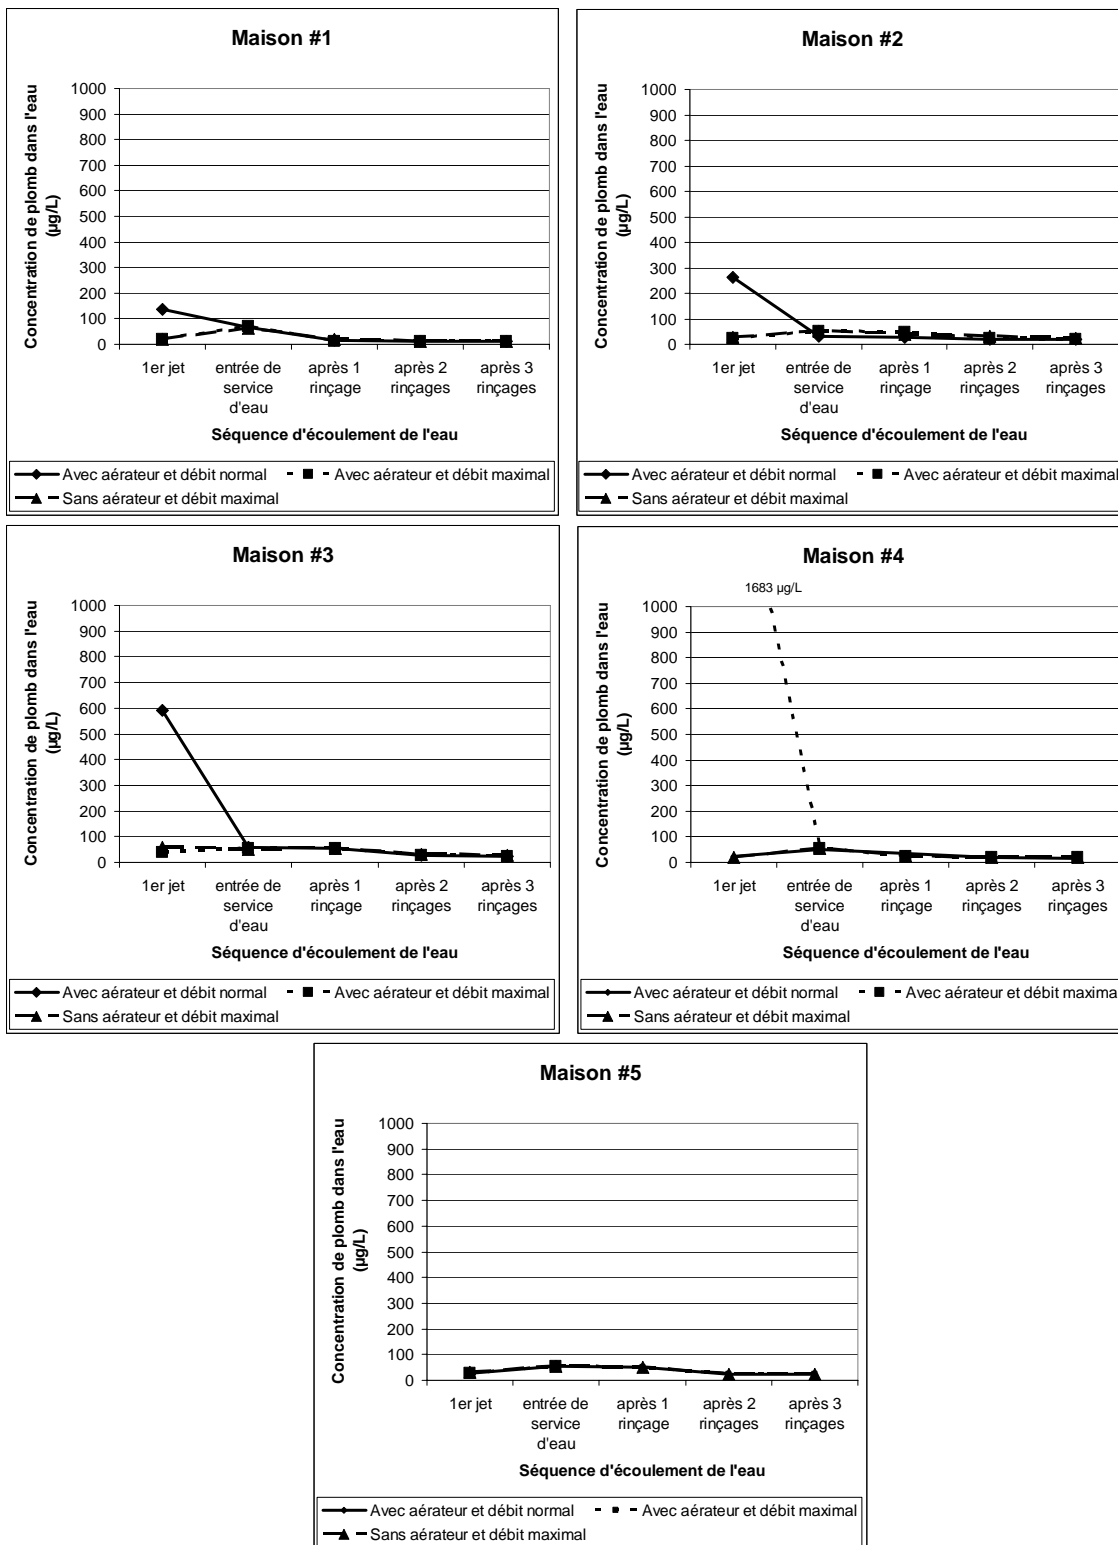 Maison #1
Concentration de plomb dans l'eau
(µg/L)
1000
900
800
700
600
500
400
300
200
100
0
1er jet
entrée de
service
d'eau
après 1
rinçage
après 2
rinçages
après 3
rinçages
Séquence d'écoulement de l'eau
Avec aérateur et débit normal
Avec aérateur et débit maximal
Sans aérateur et débit maximal
Maison #2
Concentration de plomb dans l'eau
(µg/L)
1000
900
800
700
600
500
400
300
200
100
0
1er jet
entrée de
service
d'eau
après 1
rinçage
après 2
rinçages
après 3
rinçages
Séquence d'écoulement de l'eau
Avec aérateur et débit normal
Avec aérateur et débit maximal
Sans aérateur et débit maximal
Maison #3
Concentration de plomb dans l'eau
(µg/L)
1000
900
800
700
600
500
400
300
200
100
0
1er jet
entrée de
service
d'eau
après 1
rinçage
après 2
rinçages
après 3
rinçages
Séquence d'écoulement de l'eau
Avec aérateur et débit normal
Avec aérateur et débit maximal
Sans aérateur et débit maximal
Maison #4
1683 µg/L
Concentration de plomb dans l'eau
(µg/L)
1000
900
800
700
600
500
400
300
200
100
0
1er jet
entrée de
service
d'eau
après 1
rinçage
après 2
rinçages
après 3
rinçages
Séquence d'écoulement de l'eau
Avec aérateur et débit normal
Avec aérateur et débit maximal
Sans aérateur et débit maximal
Maison #5
Concentration de plomb dans l'eau
(µg/L)
1000
900
800
700
600
500
400
300
200
100
0
1er jet
entrée de
service
d'eau
après 1
rinçage
après 2
rinçages
après 3
rinçages
Séquence d'écoulement de l'eau
Avec aérateur et débit normal
Avec aérateur et débit maximal
Sans aérateur et débit maximal